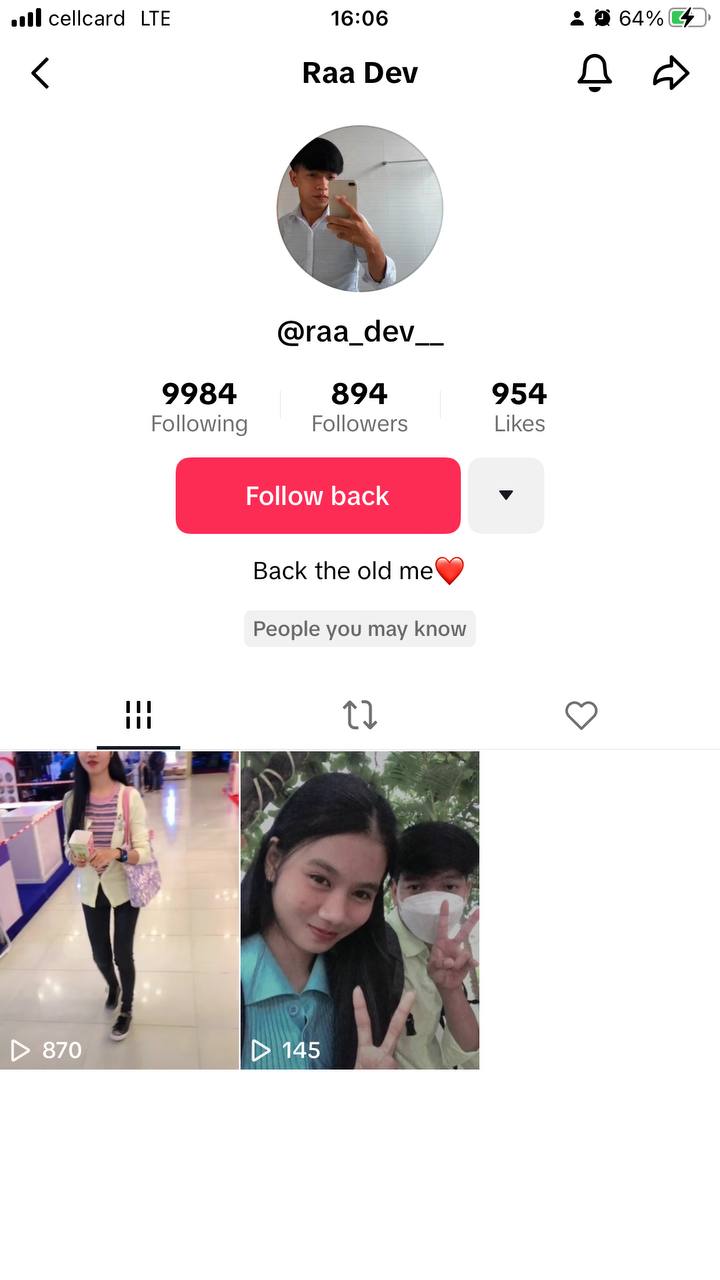 cellcard LTE 16:06 64%
Raa Dev
@raa_dev__
9984 894 954
Following Followers Likes
Follow back
Back the old me❤️
People you may know
870 145